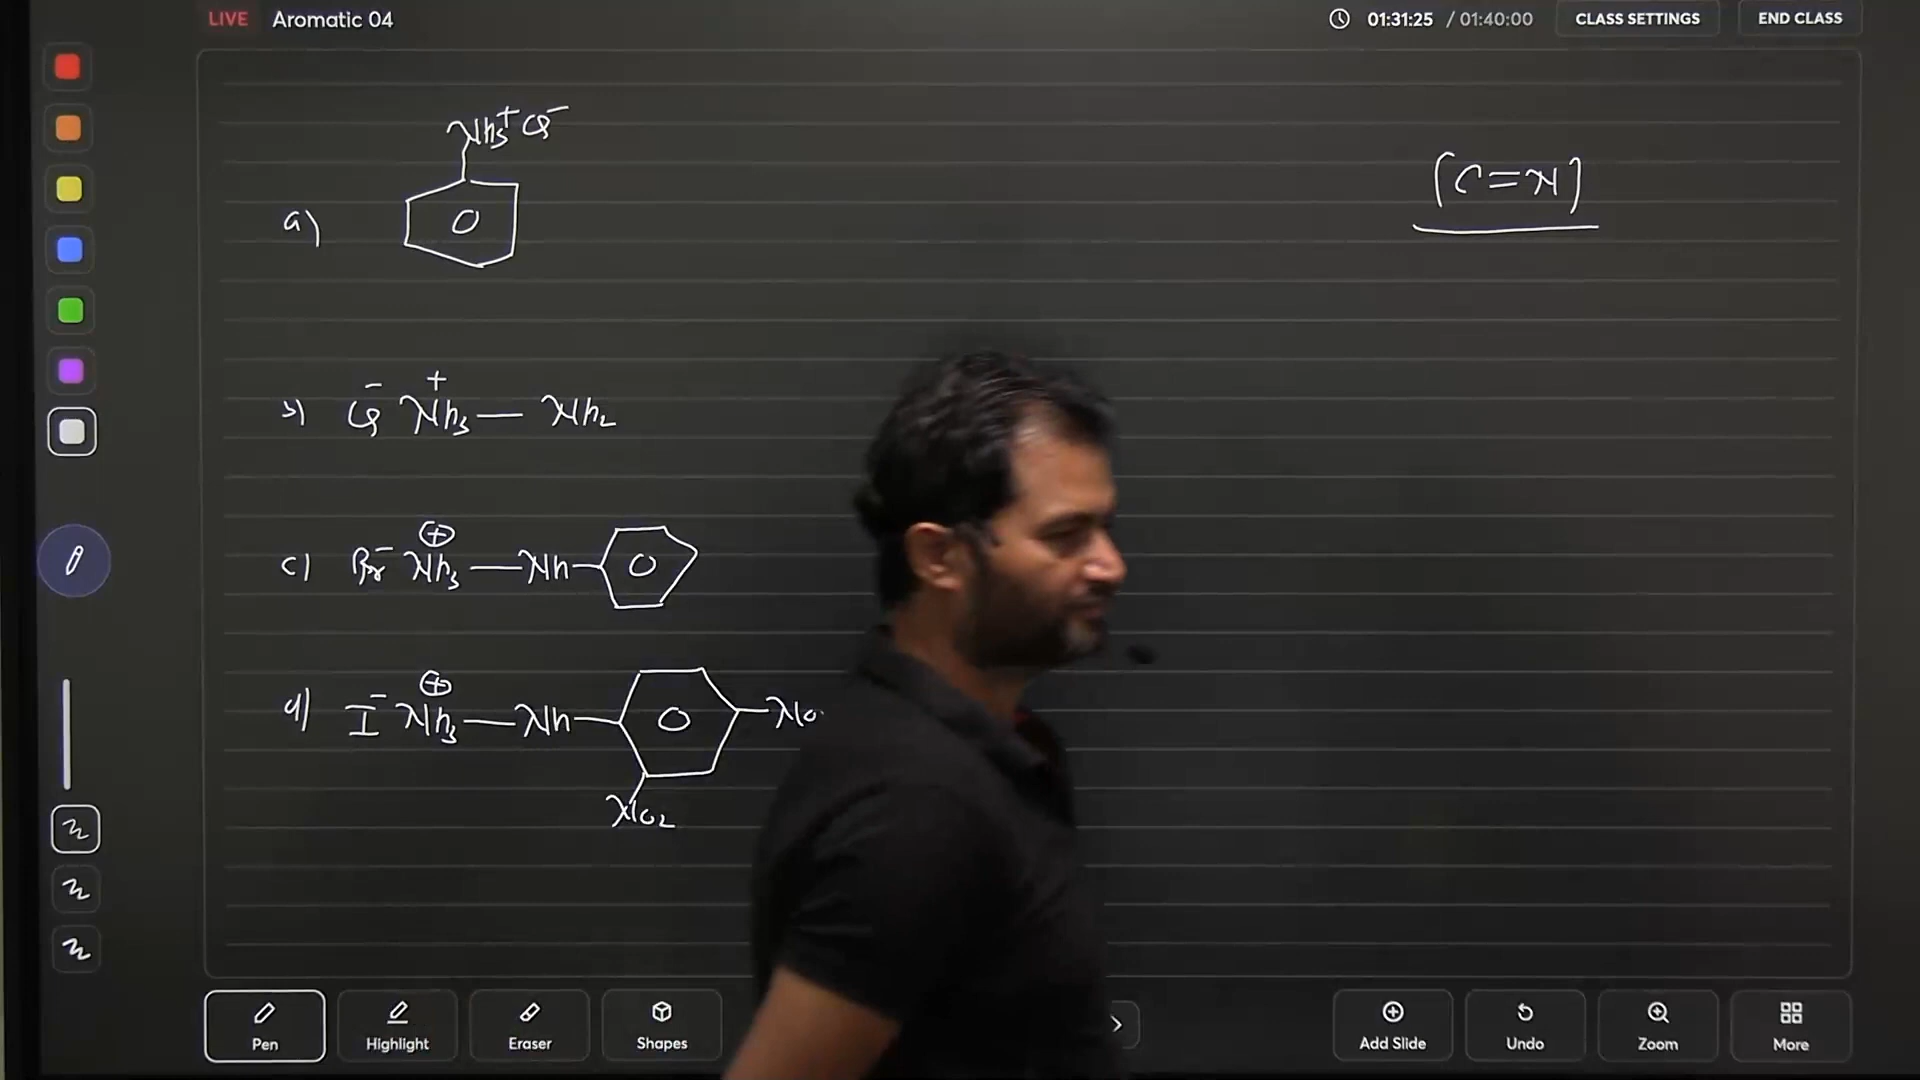 LIVE Aromatic 04
01:31:25 / 01:40:00 CLASS SETTINGS END CLASS
Nh3+ Cl-
(C=N)
a)
b) Cl- Nh3+ — Nh2
c) Br- Nh3⊕ — Nh
d) I- Nh3⊕ — Nh
NO2
Pen Highlight Eraser Shapes Add Slide Undo Zoom More